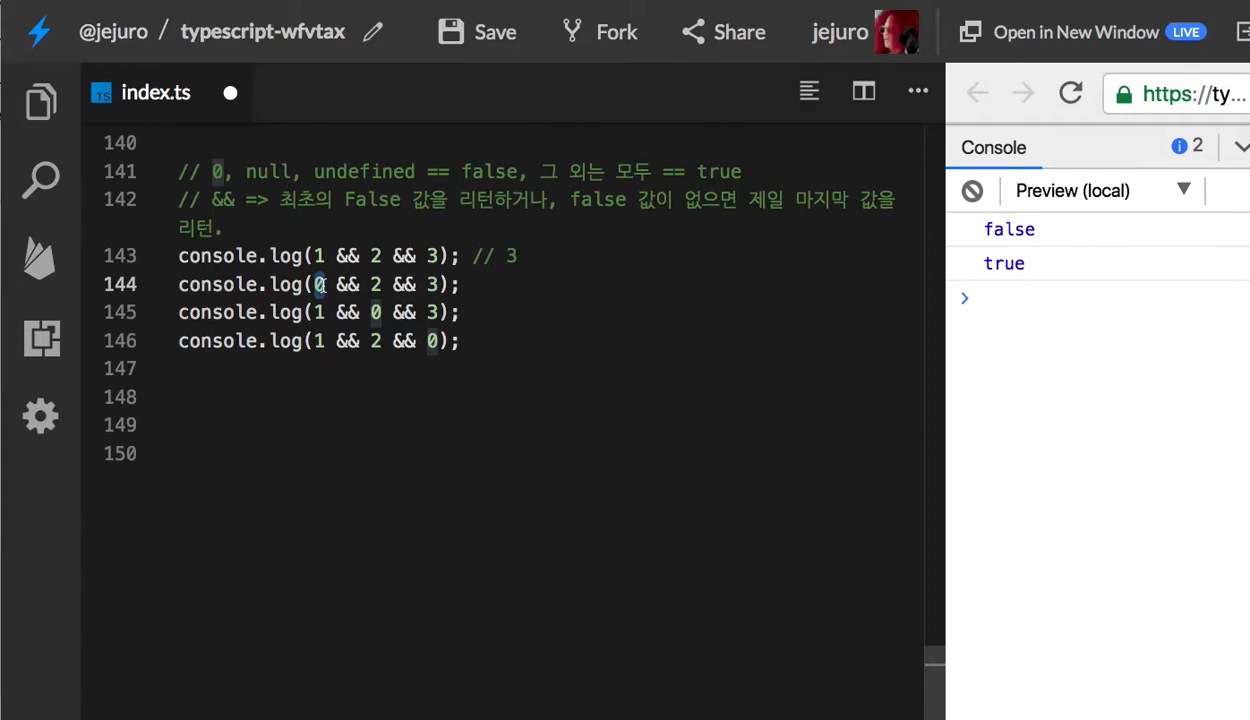 @jejuro / typescript-wfvtax Save Fork Share jejuro Open in New Window LIVE
TS index.ts
https://ty...
Console 2
Preview (local)
false
true
140
141 // 0, null, undefined == false, 그 외는 모두 == true
142 // && => 최초의 False 값을 리턴하거나, false 값이 없으면 제일 마지막 값을
리턴.
143 console.log(1 && 2 && 3); // 3
144 console.log(0 && 2 && 3);
145 console.log(1 && 0 && 3);
146 console.log(1 && 2 && 0);
147
148
149
150